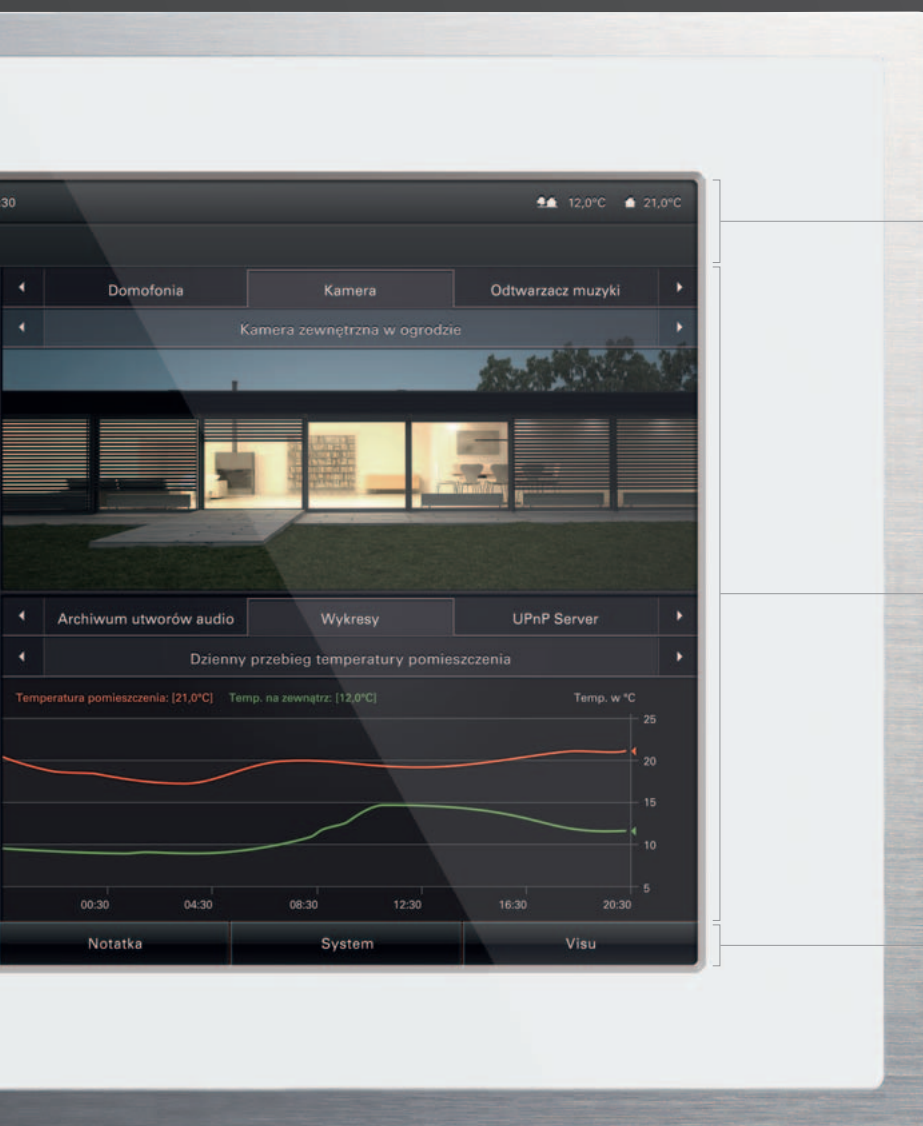 :30 12,0°C 21,0°C
Domofonia Kamera Odtwarzacz muzyki
Kamera zewnętrzna w ogrodzie
Archiwum utworów audio Wykresy UPnP Server
Dzienny przebieg temperatury pomieszczenia
Temperatura pomieszczenia: [21,0°C] Temp. na zewnątrz: [12,0°C] Temp. w °C
25
20
15
10
5
00:30 04:30 08:30 12:30 16:30 20:30
Notatka System Visu